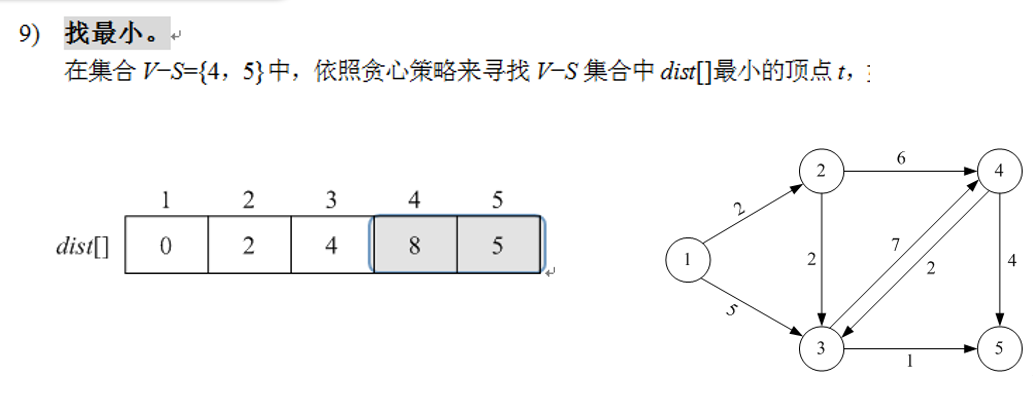 9) 找最小。
在集合 V−S={4，5}中，依照贪心策略来寻找 V−S 集合中 dist[]最小的顶点 t，
1 2 3 4 5
dist[] 0 2 4 8 5
2 6 4
2
1 2 7 2 4
5
3 1 5